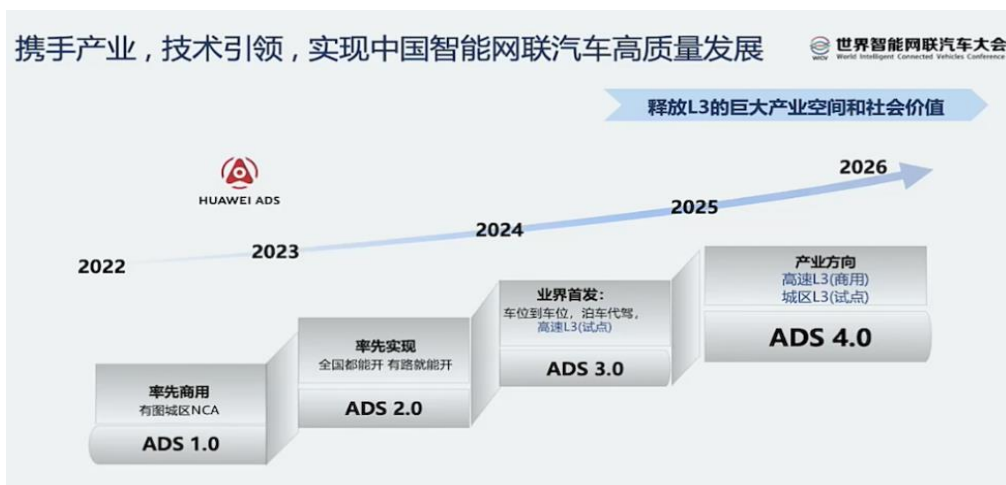 携手产业，技术引领，实现中国智能网联汽车高质量发展
WICV
世界智能网联汽车大会
World Intelligent Connected Vehicles Conference
释放L3的巨大产业空间和社会价值
HUAWEI ADS
2022
2023
2024
2025
2026
率先商用
有图城区NCA
ADS 1.0
率先实现
全国都能开 有路就能开
ADS 2.0
业界首发：
车位到车位，泊车代驾，
高速L3(试点)
ADS 3.0
产业方向
高速L3(商用)
城区L3(试点)
ADS 4.0